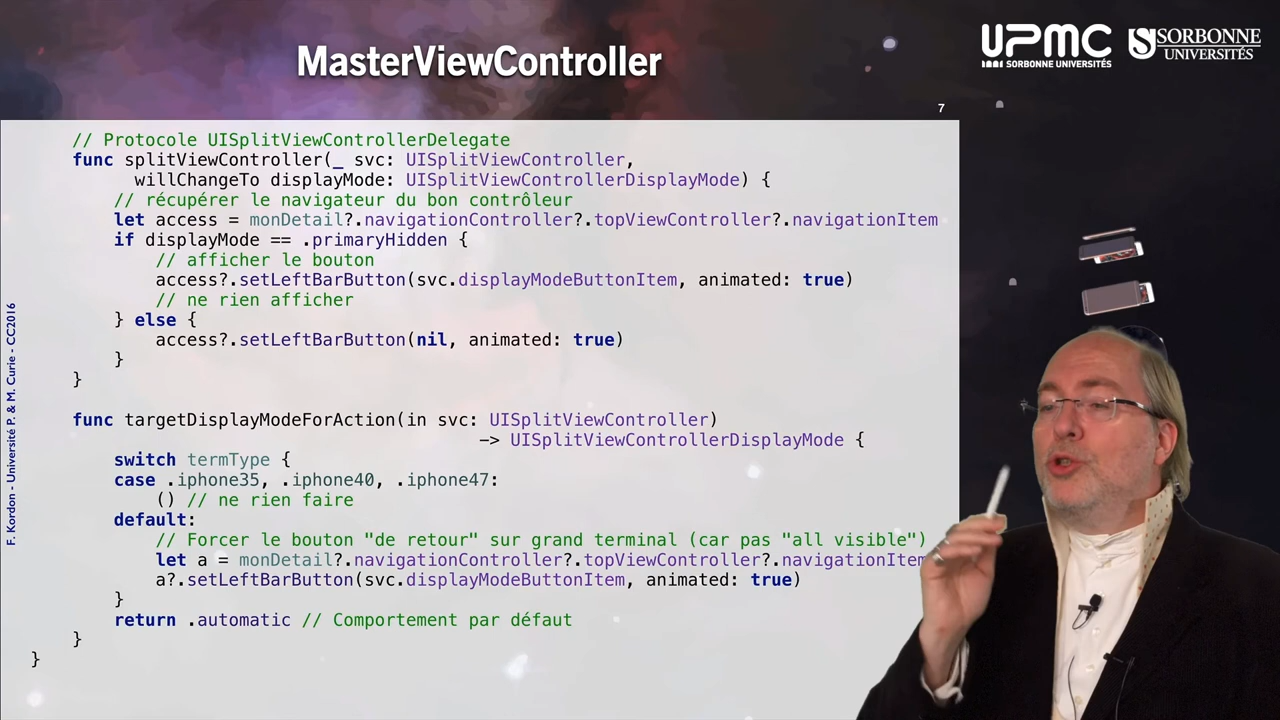 MasterViewController
UPMC
SORBONNE UNIVERSITÉS
SORBONNE
UNIVERSITÉS
7
// Protocole UISplitViewControllerDelegate
func splitViewController(_ svc: UISplitViewController,
willChangeTo displayMode: UISplitViewControllerDisplayMode) {
// récupérer le navigateur du bon contrôleur
let access = monDetail?.navigationController?.topViewController?.navigationItem
if displayMode == .primaryHidden {
// afficher le bouton
access?.setLeftBarButton(svc.displayModeButtonItem, animated: true)
// ne rien afficher
} else {
access?.setLeftBarButton(nil, animated: true)
}
}
func targetDisplayModeForAction(in svc: UISplitViewController)
-> UISplitViewControllerDisplayMode {
switch termType {
case .iphone35, .iphone40, .iphone47:
() // ne rien faire
default:
// Forcer le bouton "de retour" sur grand terminal (car pas "all visible")
let a = monDetail?.navigationController?.topViewController?.navigationItem
a?.setLeftBarButton(svc.displayModeButtonItem, animated: true)
}
return .automatic // Comportement par défaut
}
}
F. Kordon - Université P. & M. Curie - CC2016